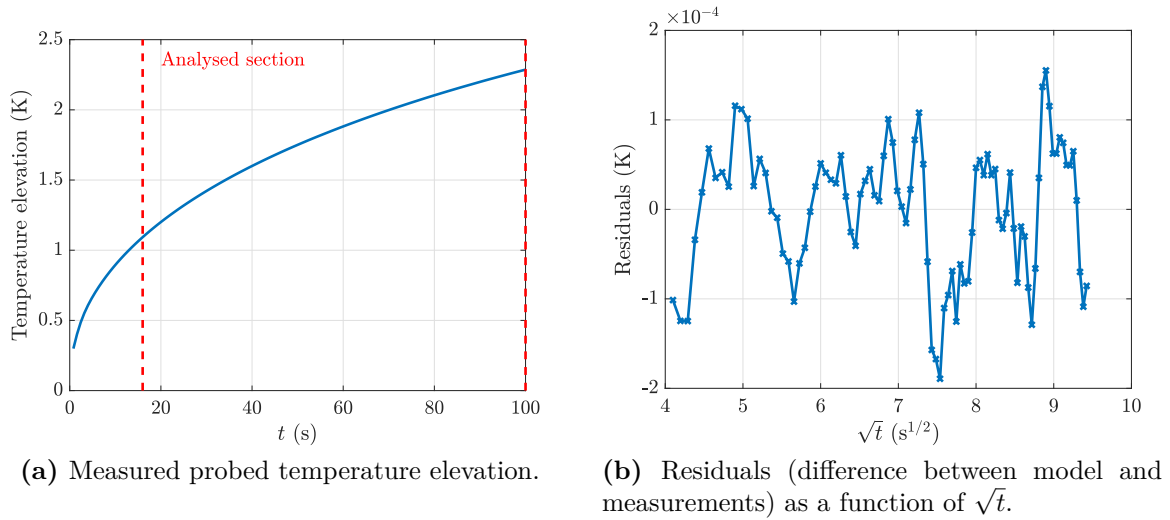 2.5
2
1.5
1
0.5
0
0 20 40 60 80 100
Temperature elevation (K)
t (s)
Analysed section
(a) Measured probed temperature elevation.
×10⁻⁴
2
1
0
-1
-2
4 5 6 7 8 9 10
Residuals (K)
√t (s^{1/2})
(b) Residuals (difference between model and
measurements) as a function of √t.